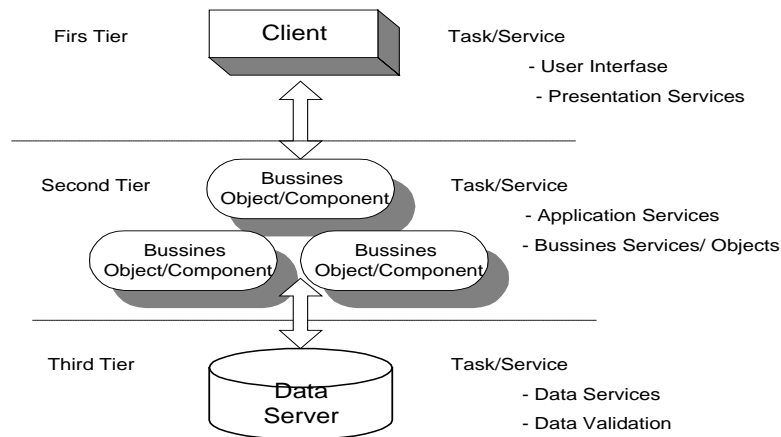 Firs Tier
Client
Task/Service
- User Interfase
- Presentation Services
Second Tier
Bussines
Object/Component
Task/Service
- Application Services
- Bussines Services/ Objects
Bussines
Object/Component
Bussines
Object/Component
Third Tier
Data
Server
Task/Service
- Data Services
- Data Validation